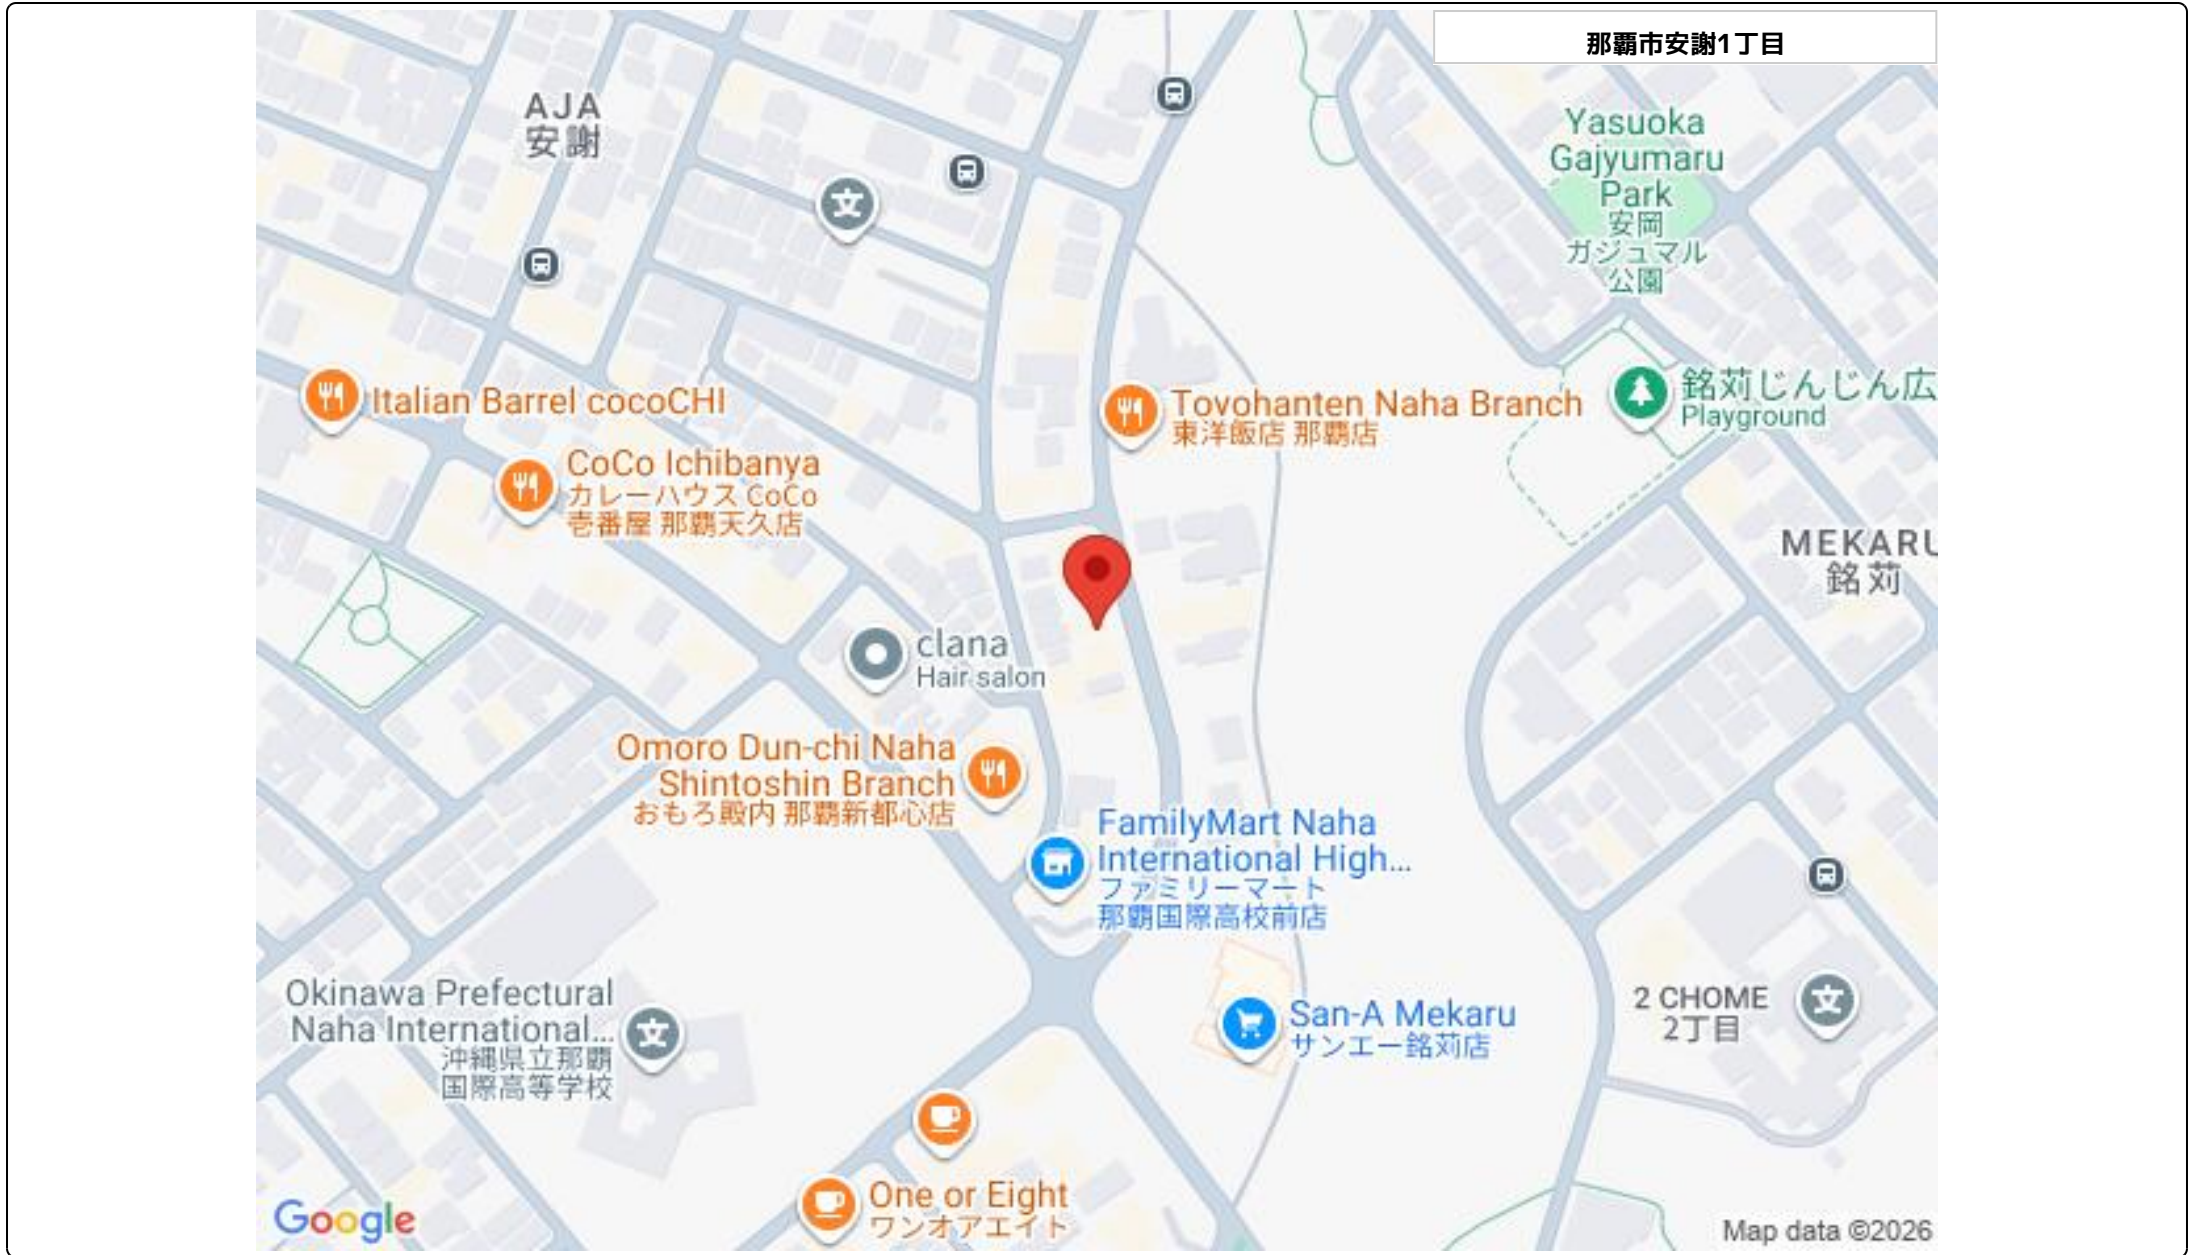 那覇市安謝1丁目
AJA
安謝
Yasuoka
Gajyumaru
Park
安岡
ガジュマル
公園
Italian Barrel cocoCHI
Toyohanten Naha Branch
東洋飯店 那覇店
銘苅じんじん広
Playground
CoCo Ichibanya
カレーハウス CoCo
壱番屋 那覇天久店
MEKARU
銘苅
clana
Hair salon
Omoro Dun-chi Naha
Shintoshin Branch
おもろ殿内 那覇新都心店
FamilyMart Naha
International High...
ファミリーマート
那覇国際高校前店
Okinawa Prefectural
Naha International...
沖縄県立那覇
国際高等学校
San-A Mekaru
サンエー銘苅店
2 CHOME
2丁目
One or Eight
ワンオアエイト
Google
Map data ©2026